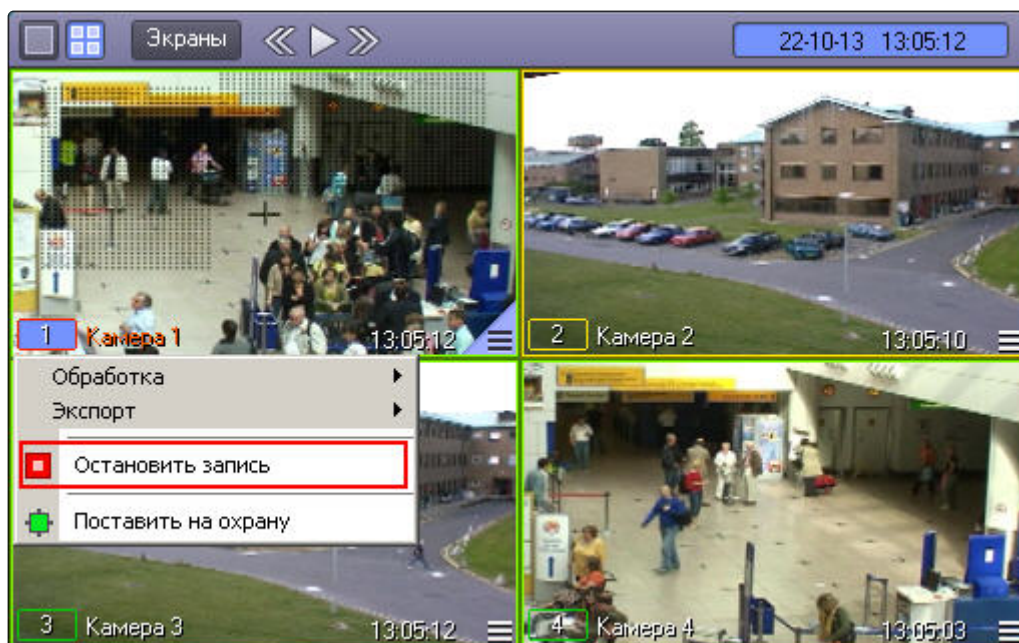 Экраны
22-10-13 13:05:12
1 Камера 1 13:05:12
2 Камера 2 13:05:10
Обработка
Экспорт
Остановить запись
Поставить на охрану
3 Камера 3 13:05:12
4 Камера 4 13:05:03